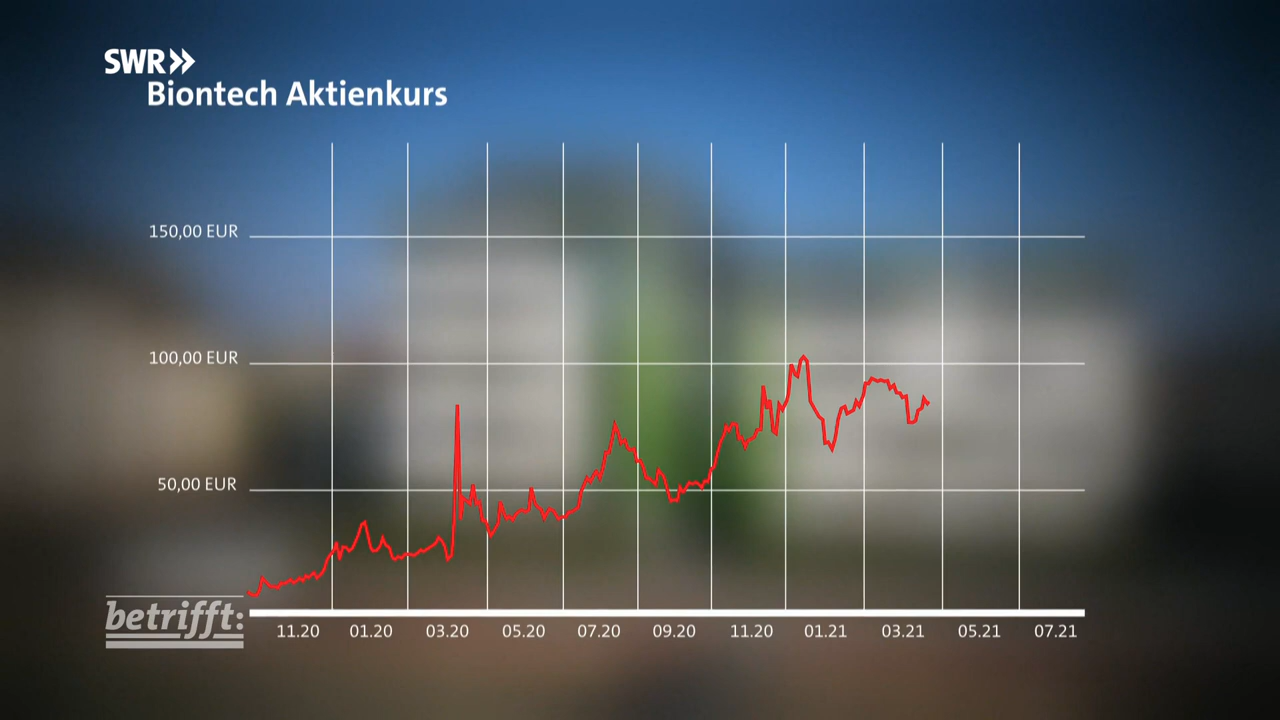 SWR»
Biontech Aktienkurs
150,00 EUR
100,00 EUR
50,00 EUR
betrifft:
11.20 01.20 03.20 05.20 07.20 09.20 11.20 01.21 03.21 05.21 07.21